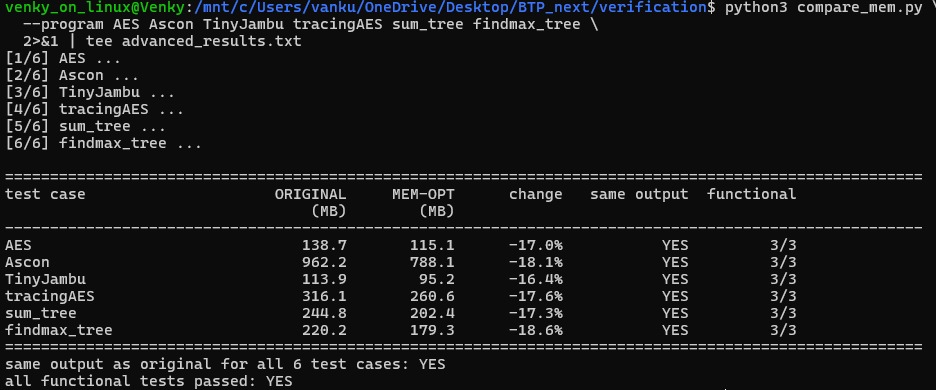 venky_on_linux@Venky:/mnt/c/Users/vanku/OneDrive/Desktop/BTP_next/verification$ python3 compare_mem.py \
  --program AES Ascon TinyJambu tracingAES sum_tree findmax_tree \
  2>&1 | tee advanced_results.txt
[1/6] AES ...
[2/6] Ascon ...
[3/6] TinyJambu ...
[4/6] tracingAES ...
[5/6] sum_tree ...
[6/6] findmax_tree ...
==========================================================================================
test case                     ORIGINAL     MEM-OPT      change   same output  functional
                                  (MB)        (MB)
------------------------------------------------------------------------------------------
AES                              138.7       115.1      -17.0%           YES         3/3
Ascon                            962.2       788.1      -18.1%           YES         3/3
TinyJambu                        113.9        95.2      -16.4%           YES         3/3
tracingAES                       316.1       260.6      -17.6%           YES         3/3
sum_tree                         244.8       202.4      -17.3%           YES         3/3
findmax_tree                     220.2       179.3      -18.6%           YES         3/3
==========================================================================================
same output as original for all 6 test cases: YES
all functional tests passed: YES